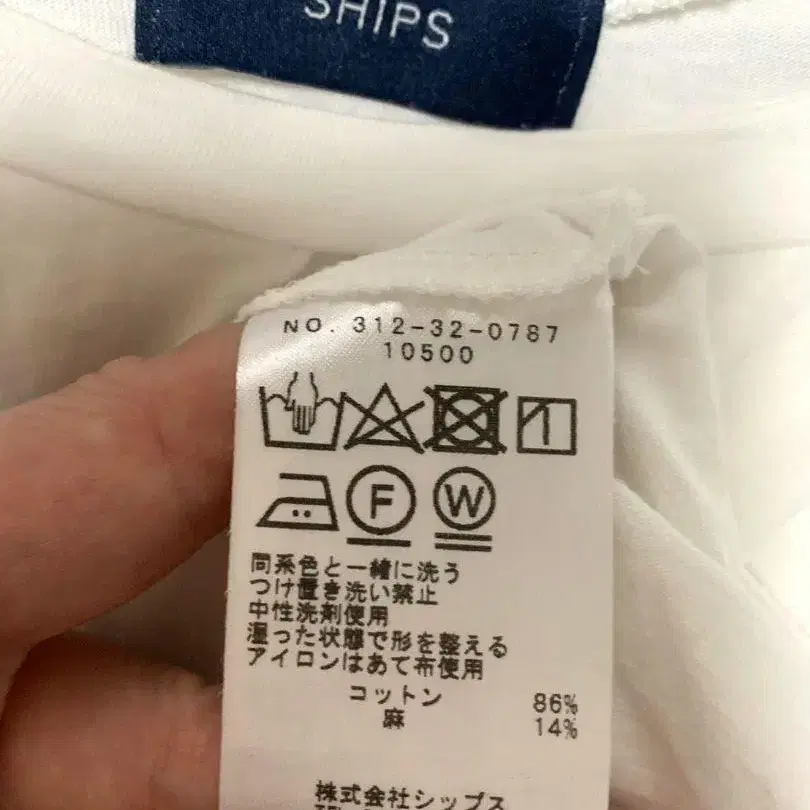 SHIPS
NO. 312-32-0787
10500
F W
同系色と一緒に洗う
つけ置き洗い禁止
中性洗剤使用
湿った状態で形を整える
アイロンはあて布使用
コットン 86%
麻 14%
株式会社シップス